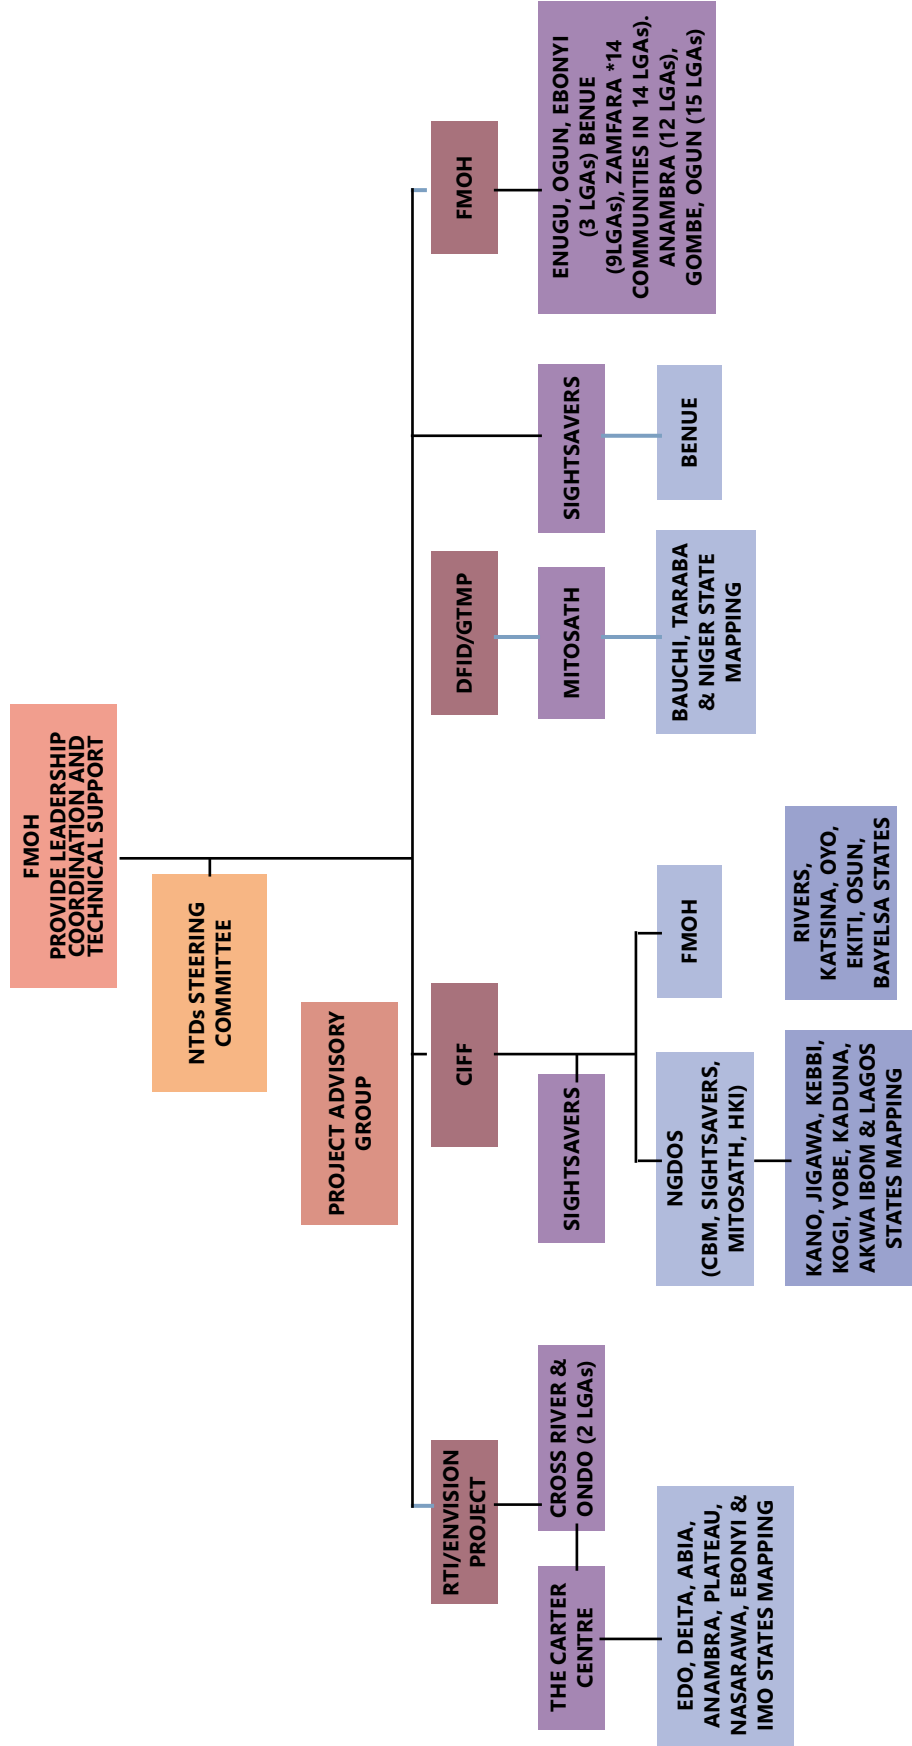 FMOH
PROVIDE LEADERSHIP
COORDINATION AND
TECHNICAL SUPPORT
NTDs STEERING
COMMITTEE
PROJECT ADVISORY
GROUP
RTI/ENVISION
PROJECT
CIFF
DFID/GTMP
FMOH
THE CARTER
CENTRE
CROSS RIVER &
ONDO (2 LGAs)
SIGHTSAVERS
MITOSATH
SIGHTSAVERS
ENUGU, OGUN, EBONYI
(3 LGAs) BENUE
(9LGAs), ZAMFARA *14
COMMUNITIES IN 14 LGAs).
ANAMBRA (12 LGAs),
GOMBE, OGUN (15 LGAs)
EDO, DELTA, ABIA,
ANAMBRA, PLATEAU,
NASARAWA, EBONYI &
IMO STATES MAPPING
NGDOS
(CBM, SIGHTSAVERS,
MITOSATH, HKI)
FMOH
BAUCHI, TARABA
& NIGER STATE
MAPPING
BENUE
KANO, JIGAWA, KEBBI,
KOGI, YOBE, KADUNA,
AKWA IBOM & LAGOS
STATES MAPPING
RIVERS,
KATSINA, OYO,
EKITI, OSUN,
BAYELSA STATES